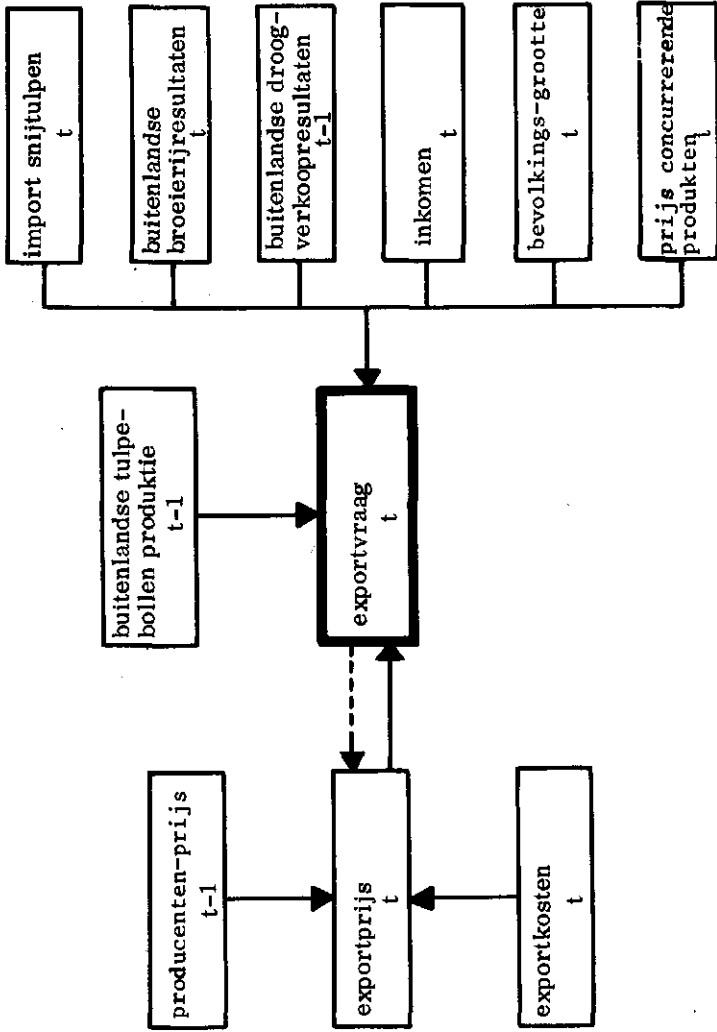 import snijtulpen
t
buitenlandse
broeierijresultaten
t
buitenlandse droog-
verkoopresultaten
t-1
inkomen
t
bevolkings-grootte
t
prijs concurrerende
produkten
t
buitenlandse tulpe-
bollen produktie
t-1
exportvraag
t
producenten-prijs
t-1
exportprijs
t
exportkosten
t